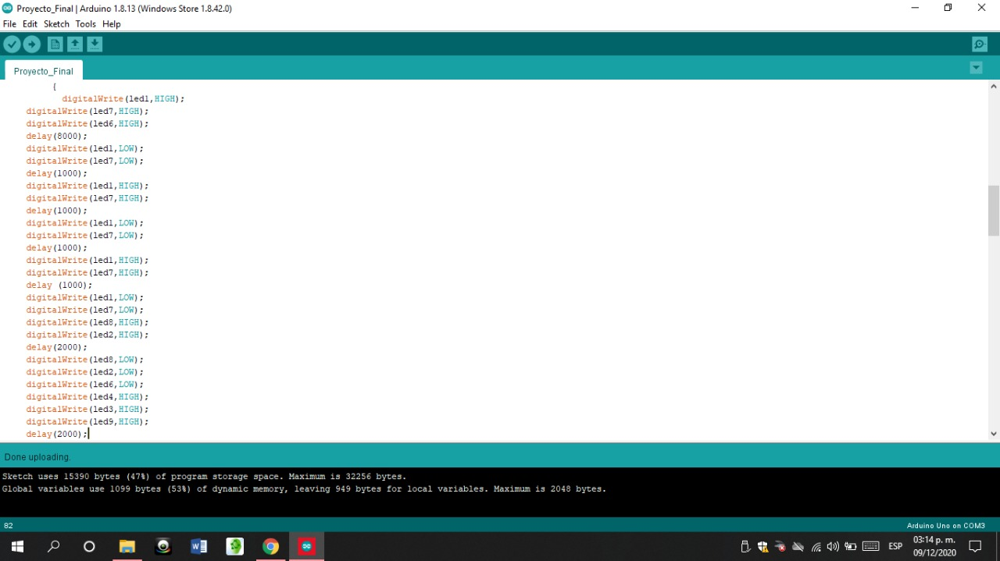 Proyecto_Final | Arduino 1.8.13 (Windows Store 1.8.42.0)
File Edit Sketch Tools Help
Proyecto_Final
{
digitalWrite(led1,HIGH);
digitalWrite(led7,HIGH);
digitalWrite(led6,HIGH);
delay(8000);
digitalWrite(led1,LOW);
digitalWrite(led7,LOW);
delay(1000);
digitalWrite(led1,HIGH);
digitalWrite(led7,HIGH);
delay(1000);
digitalWrite(led1,LOW);
digitalWrite(led7,LOW);
delay(1000);
digitalWrite(led1,HIGH);
digitalWrite(led7,HIGH);
delay (1000);
digitalWrite(led1,LOW);
digitalWrite(led7,LOW);
digitalWrite(led8,HIGH);
digitalWrite(led2,HIGH);
delay(2000);
digitalWrite(led8,LOW);
digitalWrite(led2,LOW);
digitalWrite(led6,LOW);
digitalWrite(led4,HIGH);
digitalWrite(led3,HIGH);
digitalWrite(led9,HIGH);
delay(2000);
Done uploading.
Sketch uses 15390 bytes (47%) of program storage space. Maximum is 32256 bytes.
Global variables use 1099 bytes (53%) of dynamic memory, leaving 949 bytes for local variables. Maximum is 2048 bytes.
82
Arduino Uno on COM3
ESP
03:14 p. m.
09/12/2020